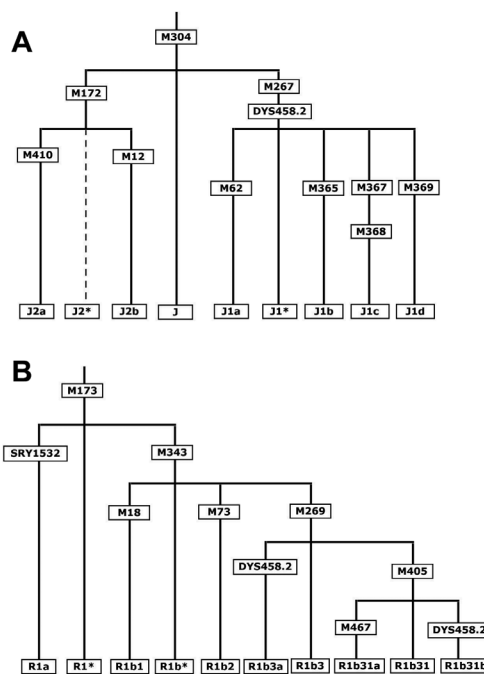 A
M304
M172
M267
DYS458.2
M410
M12
M62
M365
M367
M369
M368
J2a
J2*
J2b
J
J1a
J1*
J1b
J1c
J1d
B
M173
SRY1532
M343
M18
M73
M269
DYS458.2
M405
M467
DYS458.2
R1a
R1*
R1b1
R1b*
R1b2
R1b3a
R1b3
R1b31a
R1b31
R1b31b